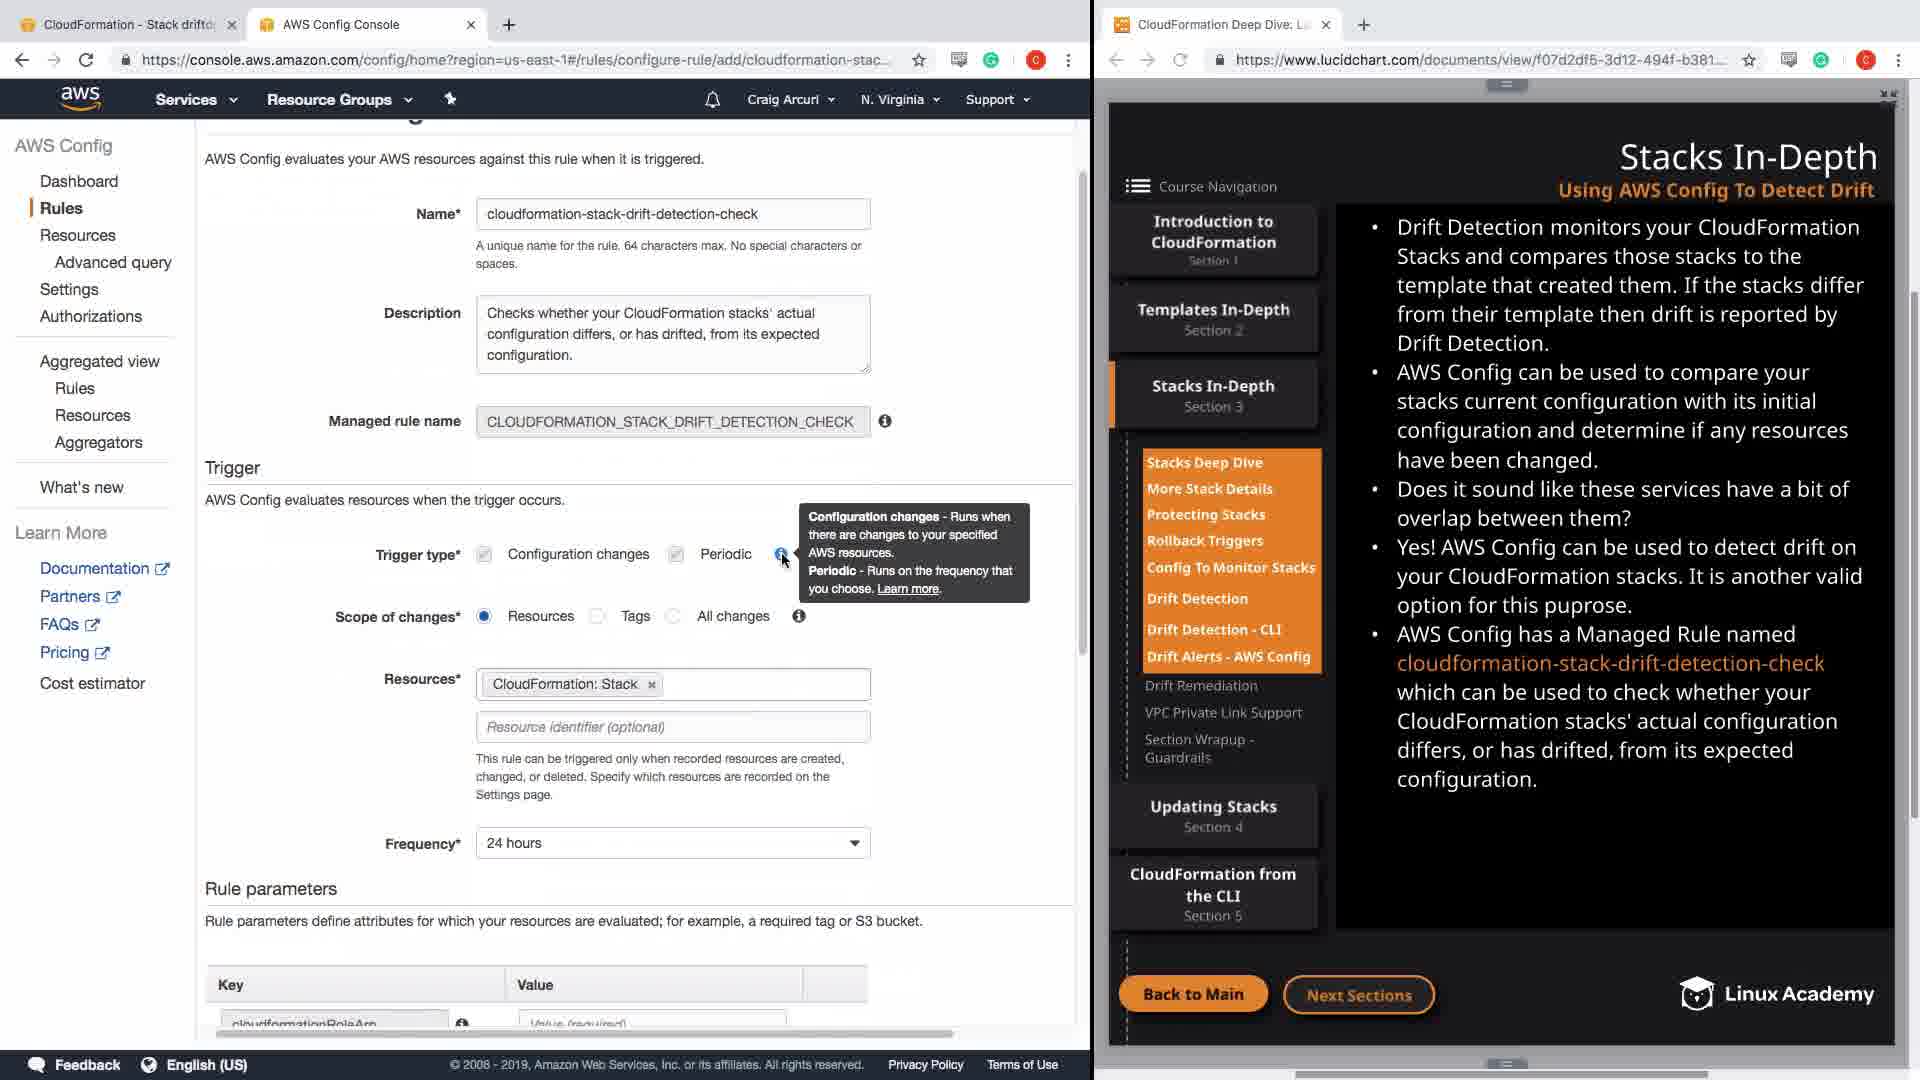 CloudFormation - Stack drift
AWS Config Console
https://console.aws.amazon.com/config/home?region=us-east-1#/rules/configure-rule/add/cloudformation-stac...
C
aws
Services
Resource Groups
Craig Arcuri
N. Virginia
Support
AWS Config
Dashboard
Rules
Resources
Advanced query
Settings
Authorizations
Aggregated view
Rules
Resources
Aggregators
What's new
Learn More
Documentation
Partners
FAQs
Pricing
Cost estimator
AWS Config evaluates your AWS resources against this rule when it is triggered.
Name*
cloudformation-stack-drift-detection-check
A unique name for the rule. 64 characters max. No special characters or
spaces.
Description
Checks whether your CloudFormation stacks' actual
configuration differs, or has drifted, from its expected
configuration.
Managed rule name
CLOUDFORMATION_STACK_DRIFT_DETECTION_CHECK
Trigger
AWS Config evaluates resources when the trigger occurs.
Trigger type*
Configuration changes
Periodic
Configuration changes - Runs when
there are changes to your specified
AWS resources.
Periodic - Runs on the frequency that
you choose. Learn more.
Scope of changes*
Resources
Tags
All changes
Resources*
CloudFormation: Stack
Resource identifier (optional)
This rule can be triggered only when recorded resources are created,
changed, or deleted. Specify which resources are recorded on the
Settings page.
Frequency*
24 hours
Rule parameters
Rule parameters define attributes for which your resources are evaluated; for example, a required tag or S3 bucket.
Key
Value
cloudformationRoleArn
Value (required)
Feedback
English (US)
© 2008 - 2019, Amazon Web Services, Inc. or its affiliates. All rights reserved.
Privacy Policy
Terms of Use
CloudFormation Deep Dive: L
https://www.lucidchart.com/documents/view/f07d2df5-3d12-494f-b381...
C
Stacks In-Depth
Using AWS Config To Detect Drift
Course Navigation
Introduction to
CloudFormation
Section 1
Templates In-Depth
Section 2
Stacks In-Depth
Section 3
Stacks Deep Dive
More Stack Details
Protecting Stacks
Rollback Triggers
Config To Monitor Stacks
Drift Detection
Drift Detection - CLI
Drift Alerts - AWS Config
Drift Remediation
VPC Private Link Support
Section Wrapup -
Guardrails
Updating Stacks
Section 4
CloudFormation from
the CLI
Section 5
• Drift Detection monitors your CloudFormation
Stacks and compares those stacks to the
template that created them. If the stacks differ
from their template then drift is reported by
Drift Detection.
• AWS Config can be used to compare your
stacks current configuration with its initial
configuration and determine if any resources
have been changed.
• Does it sound like these services have a bit of
overlap between them?
• Yes! AWS Config can be used to detect drift on
your CloudFormation stacks. It is another valid
option for this puprose.
• AWS Config has a Managed Rule named
cloudformation-stack-drift-detection-check
which can be used to check whether your
CloudFormation stacks' actual configuration
differs, or has drifted, from its expected
configuration.
Back to Main
Next Sections
Linux Academy